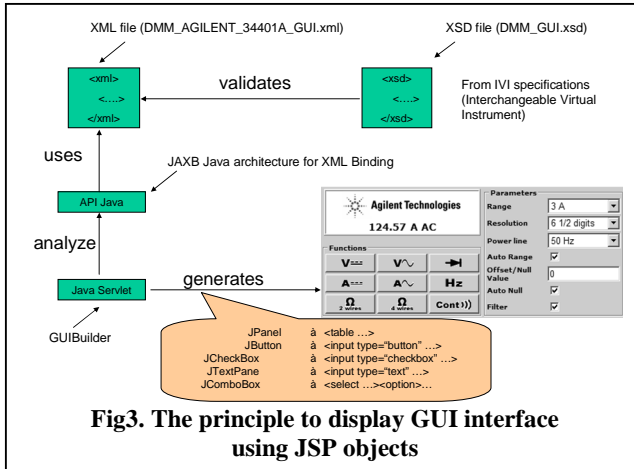 XML file (DMM_AGILENT_34401A_GUI.xml)
XSD file (DMM_GUI.xsd)
<xml>
<....>
</xml>
validates
<xsd>
<....>
</xsd>
From IVI specifications
(Interchangeable Virtual
Instrument)
uses
JAXB Java architecture for XML Binding
API Java
analyze
Java Servlet
generates
GUIBuilder
Agilent Technologies
124.57 A AC
Functions
V V
A A Hz
Ω Ω Cont)))
2 wires 4 wires
Parameters
Range 3 A
Resolution 6 1/2 digits
Power line 50 Hz
Auto Range
Offset/Null
Value 0
Auto Null
Filter
JPanel à <table ...>
JButton à <input type="button" ...>
JCheckBox à <input type="checkbox" ...>
JTextPane à <input type="text" ...>
JComboBox à <select ...><option>...
Fig3. The principle to display GUI interface
using JSP objects